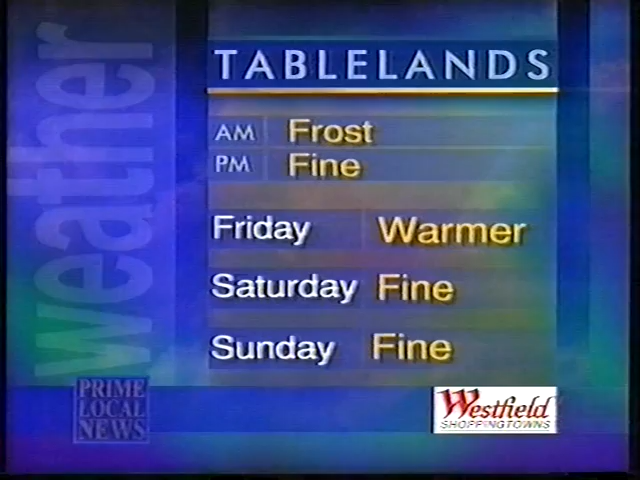 weather
TABLELANDS
AM Frost
PM Fine
Friday Warmer
Saturday Fine
Sunday Fine
PRIME
LOCAL
NEWS
Westfield
SHOPPINGTOWNS